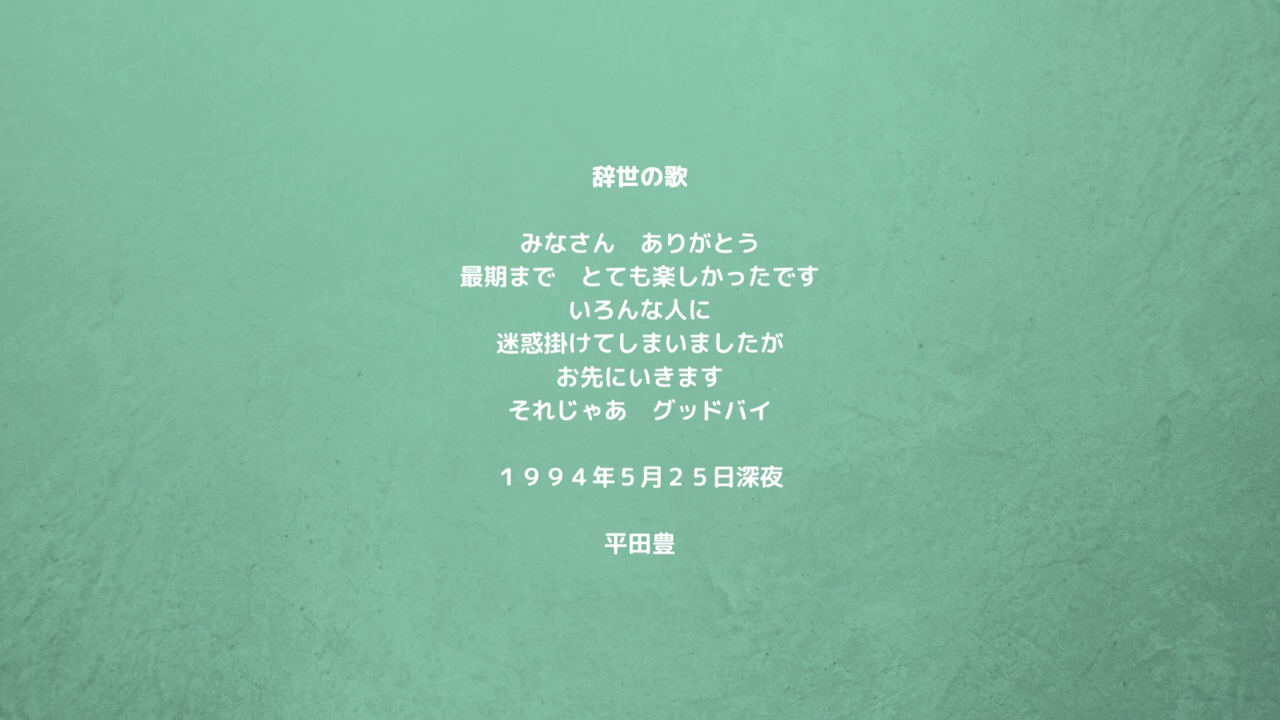 辞世の歌
みなさん　ありがとう
最期まで　とても楽しかったです
いろんな人に
迷惑掛けてしまいましたが
お先にいきます
それじゃあ　グッドバイ
１９９４年５月２５日深夜
平田豊